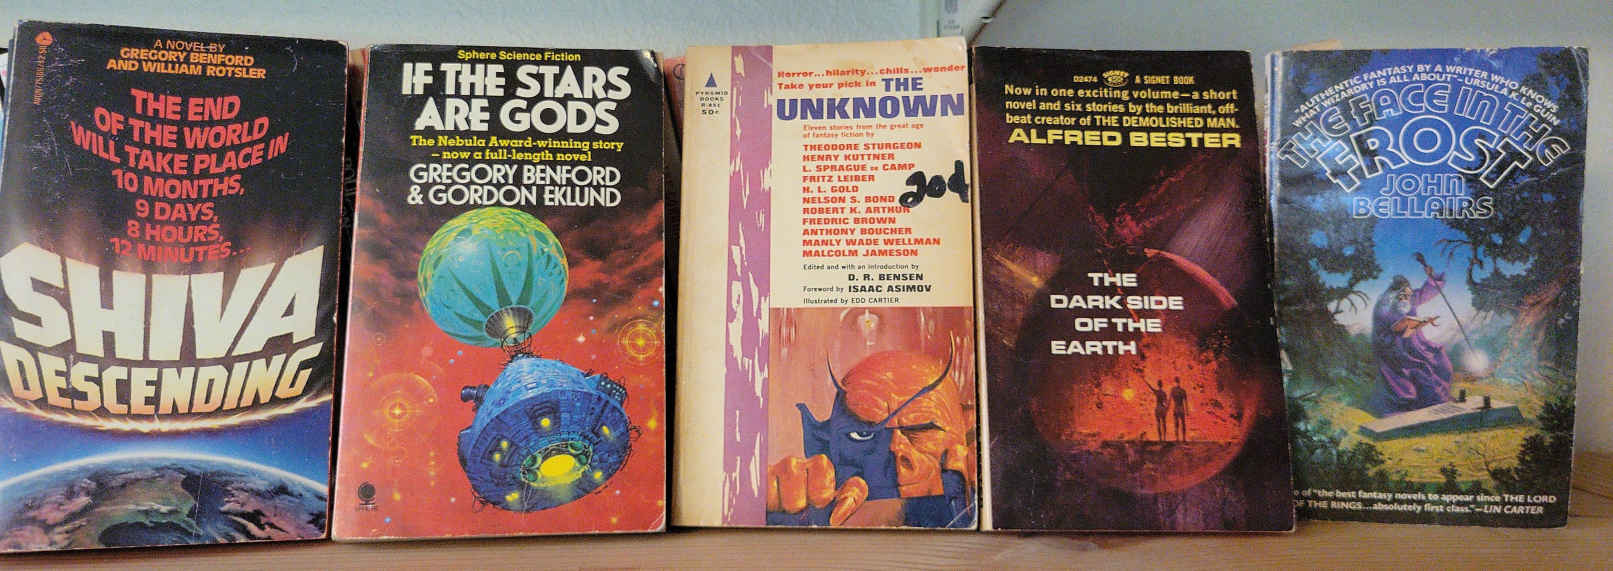 A NOVEL BY
GREGORY BENFORD
AND WILLIAM ROTSLER
THE END
OF THE WORLD
WILL TAKE PLACE IN
10 MONTHS,
9 DAYS,
8 HOURS,
12 MINUTES...
SHIVA
DESCENDING
Sphere Science Fiction
IF THE STARS
ARE GODS
The Nebula Award-winning story
– now a full-length novel
GREGORY BENFORD
& GORDON EKLUND
PYRAMID
BOOKS
50¢
Horror...hilarity...chills...wonder
Take your pick in THE
UNKNOWN
Eleven stories from the great age
of fantasy fiction by
THEODORE STURGEON
HENRY KUTTNER
L. SPRAGUE DE CAMP
FRITZ LEIBER
H. L. GOLD
NELSON S. BOND
ROBERT K. ARTHUR
FREDRIC BROWN
ANTHONY BOUCHER
MANLY WADE WELLMAN
MALCOLM JAMESON
Edited and with an introduction by
D. R. BENSEN
Foreword by ISAAC ASIMOV
Illustrated by EDD CARTIER
D2474 SIGNET A SIGNET BOOK
Now in one exciting volume—a short
novel and six stories by the brilliant, off-
beat creator of THE DEMOLISHED MAN.
ALFRED BESTER
THE
DARK SIDE
OF THE
EARTH
"AUTHENTIC FANTASY BY A WRITER WHO KNOWS
WHAT WIZARDRY IS ALL ABOUT"–URSULA K. LE GUIN
THE FACE IN THE
FROST
JOHN
BELLAIRS
e of "the best fantasy novels to appear since THE LORD
OF THE RINGS...absolutely first class."—LIN CARTER